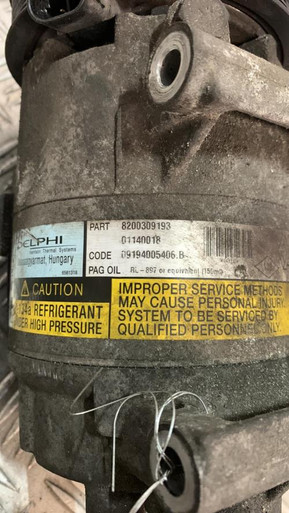 DELPHI
Harrison Thermal Systems
Hungary
PART 8200309193
01140018
CODE 09194005406.B
PAG OIL RL-897 or equivalent (150ml)
CAUTION
REFRIGERANT
UNDER HIGH PRESSURE
IMPROPER SERVICE METHODS
MAY CAUSE PERSONAL INJURY
SYSTEM TO BE SERVICED BY
QUALIFIED PERSONNEL ONLY